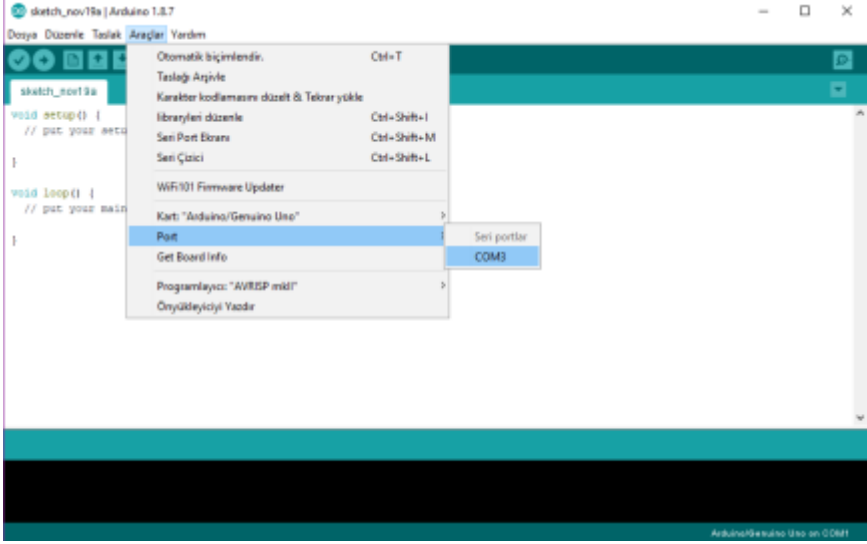 sketch_nov19a | Arduino 1.8.7
Dosya Düzenle Taslak Araçlar Yardım
Otomatik biçimlendir. Ctrl+T
Taslağı Arşivle
sketch_nov19a
Karakter kodlamasını düzelt & Tekrar yükle
void setup() {
libraryleri düzenle Ctrl+Shift+I
// put your setu
Seri Port Ekranı Ctrl+Shift+M
Seri Çizici Ctrl+Shift+L
}
WiFi101 Firmware Updater
void loop() {
// put your main
Kart: "Arduino/Genuino Uno"
Port
Seri portlar
}
Get Board Info
COM3
Programlayıcı: "AVRISP mkII"
Önyükleyiciyi Yazdır
Arduino/Genuino Uno on COM1